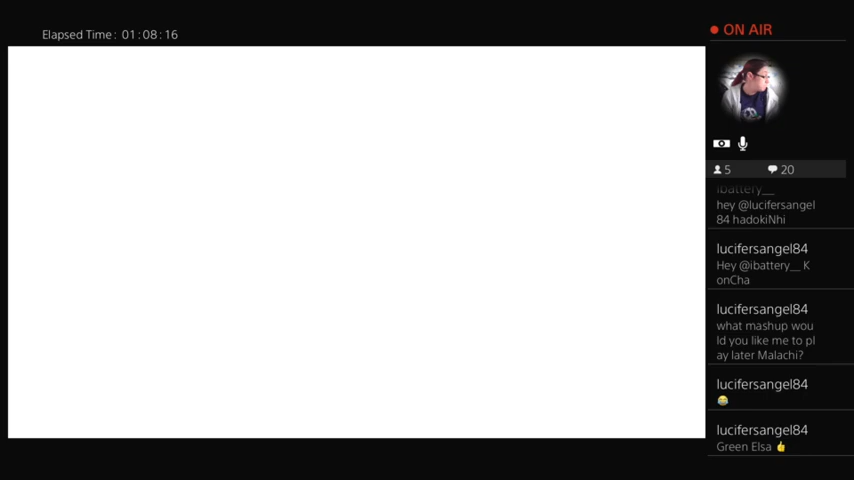 Elapsed Time: 01:08:16
ON AIR
5 20
ibattery__
hey @lucifersangel
84 hadokiNhi
lucifersangel84
Hey @ibattery__ K
onCha
lucifersangel84
what mashup wou
ld you like me to pl
ay later Malachi?
lucifersangel84
😂
lucifersangel84
Green Elsa 👍